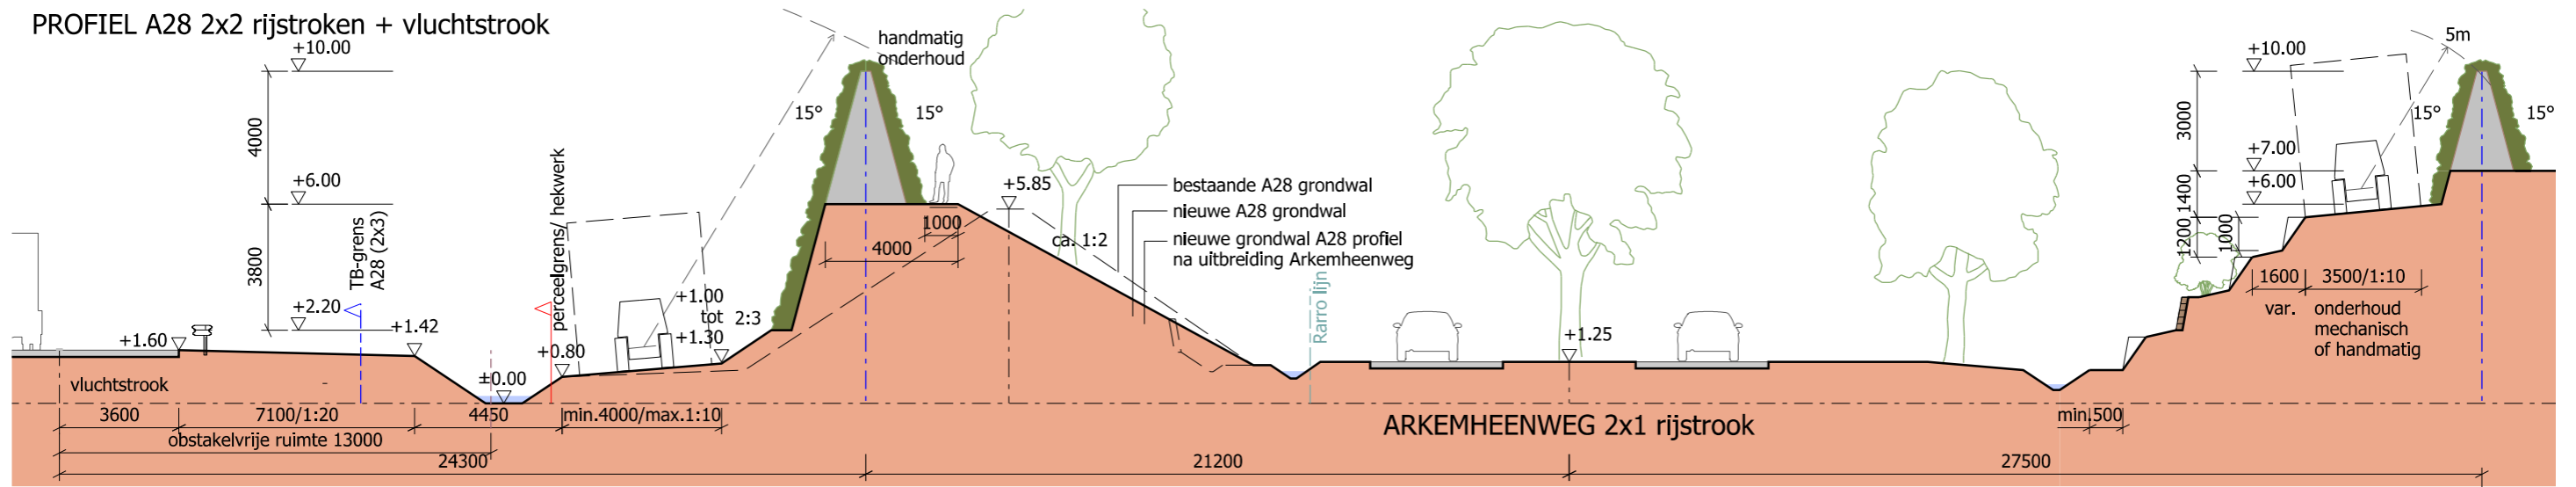 PROFIEL A28 2x2 rijstroken + vluchtstrook
+10.00
4000
+6.00
3800
+2.20
TB-grens
A28 (2x3)
+1.60
+1.42
vluchtstrook
±0.00
perceelgrens/ hekwerk
+0.80
+1.00
tot
+1.30
2:3
3600
7100/1:20
4450
min.4000/max.1:10
obstakelvrije ruimte 13000
24300
handmatig
onderhoud
15°
15°
1000
4000
+5.85
ca. 1:2
bestaande A28 grondwal
nieuwe A28 grondwal
nieuwe grondwal A28 profiel
na uitbreiding Arkemheenweg
Rarro lijn
+1.25
ARKEMHEENWEG 2x1 rijstrook
21200
27500
min.500
5m
+10.00
15°
15°
3000
+7.00
1400
+6.00
1200
1000
1600
3500/1:10
var.
onderhoud
mechanisch
of handmatig